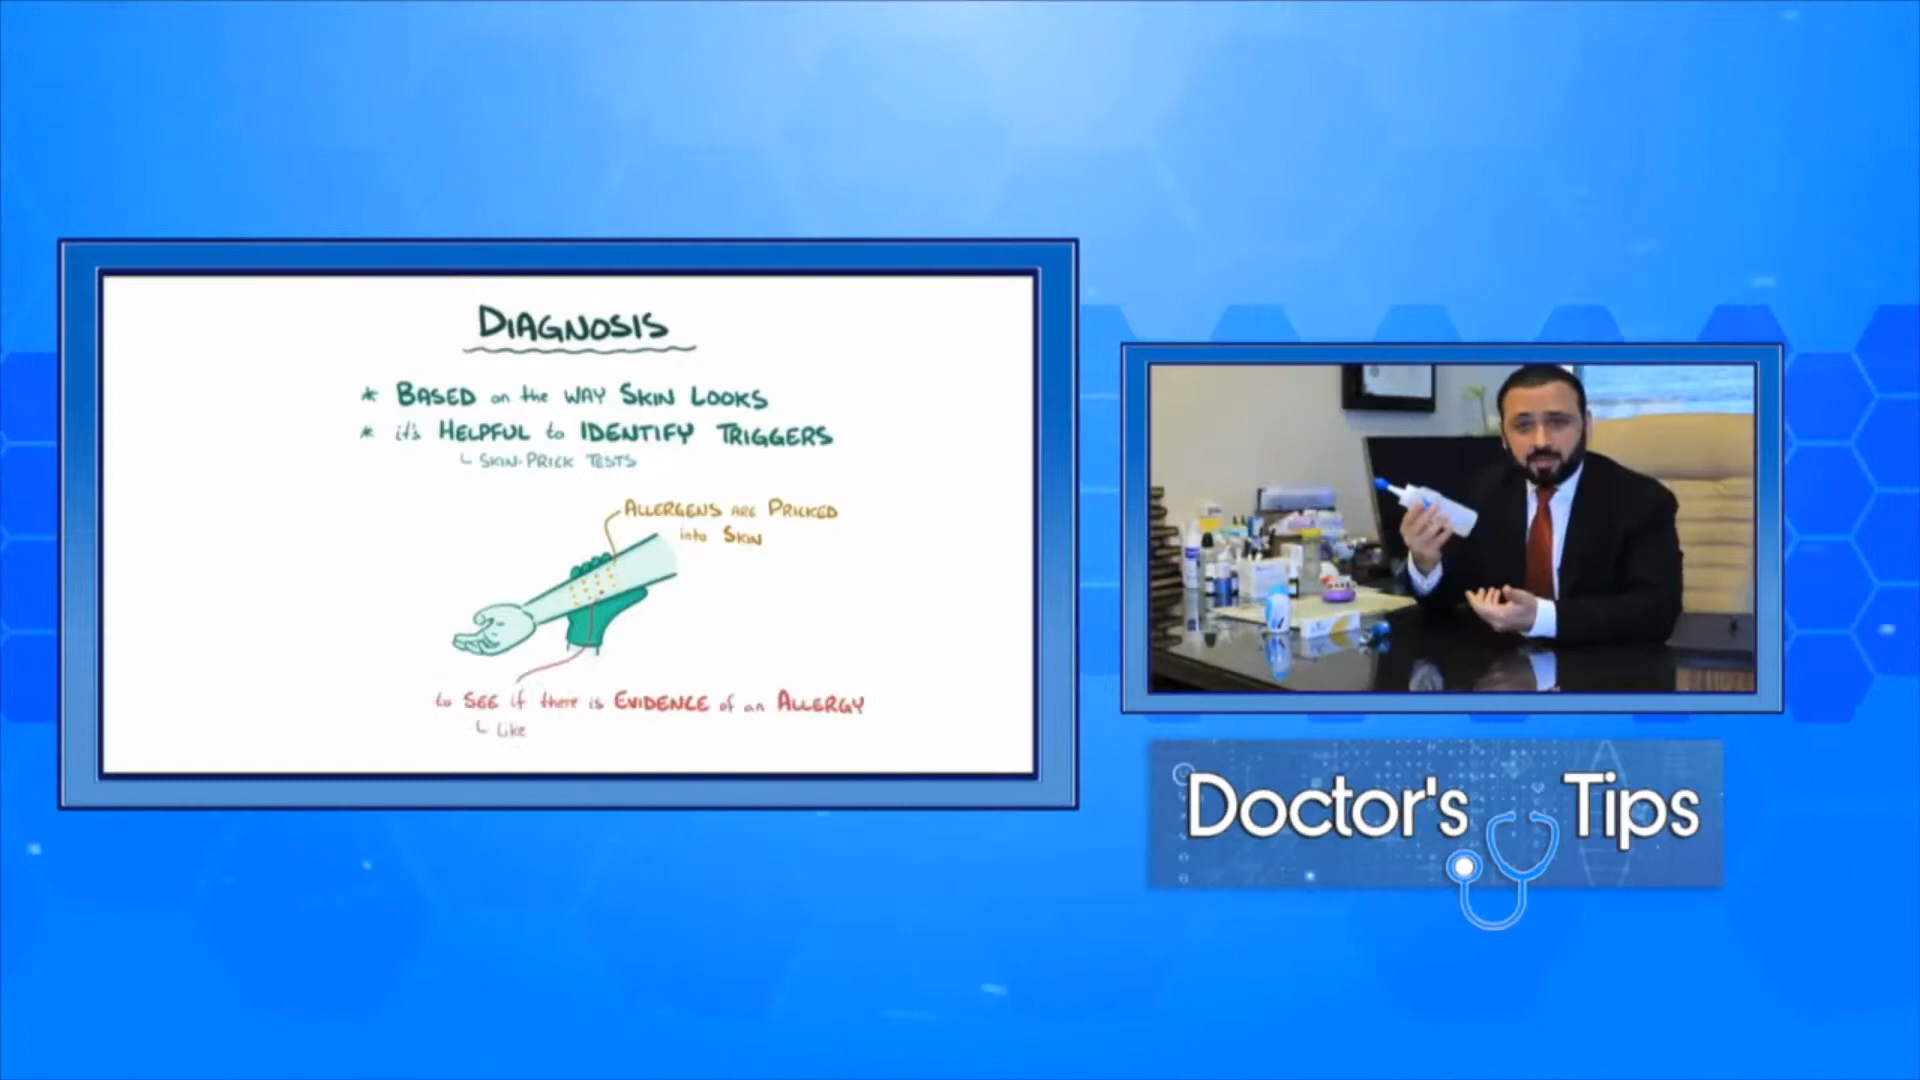 DIAGNOSIS
* BASED on the WAY SKIN LOOKS
* it's HELPFUL to IDENTIFY TRIGGERS
SKIN-PRICK TESTS
ALLERGENS ARE PRICKED
into SKIN
to SEE if there is EVIDENCE of an ALLERGY
Like
Doctor's Tips